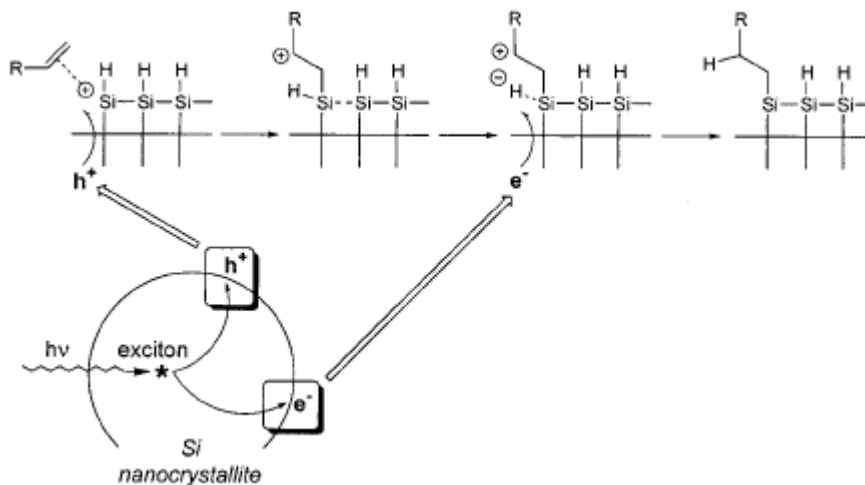 R H H H
Si Si Si
h⁺
R
H H H
Si Si Si
R
H H H
Si Si Si
e⁻
R
H H H
Si Si Si
h⁺
hν exciton *
e⁻
Si
nanocrystallite